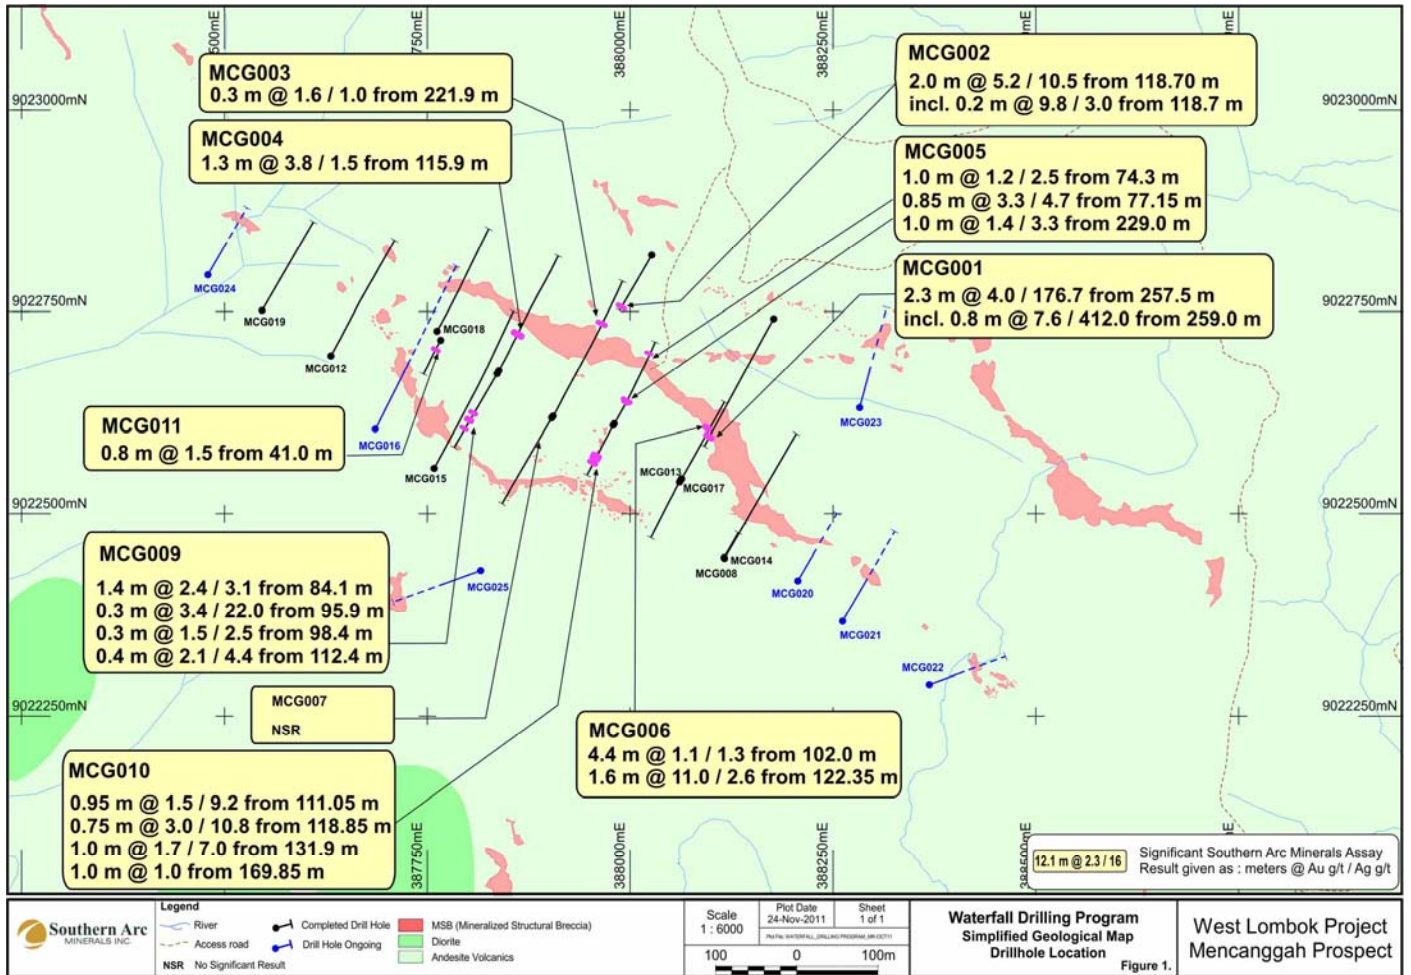 500mE
750mE
388000mE
388250mE
9023000mN
9023000mN
MCG003
0.3 m @ 1.6 / 1.0 from 221.9 m
MCG004
1.3 m @ 3.8 / 1.5 from 115.9 m
MCG002
2.0 m @ 5.2 / 10.5 from 118.70 m
incl. 0.2 m @ 9.8 / 3.0 from 118.7 m
MCG005
1.0 m @ 1.2 / 2.5 from 74.3 m
0.85 m @ 3.3 / 4.7 from 77.15 m
1.0 m @ 1.4 / 3.3 from 229.0 m
MCG001
2.3 m @ 4.0 / 176.7 from 257.5 m
incl. 0.8 m @ 7.6 / 412.0 from 259.0 m
MCG024
MCG019
9022750mN
9022750mN
MCG018
MCG012
MCG011
0.8 m @ 1.5 from 41.0 m
MCG016
MCG015
MCG023
MCG013
MCG017
9022500mN
9022500mN
MCG014
MCG008
MCG009
1.4 m @ 2.4 / 3.1 from 84.1 m
0.3 m @ 3.4 / 22.0 from 95.9 m
0.3 m @ 1.5 / 2.5 from 98.4 m
0.4 m @ 2.1 / 4.4 from 112.4 m
MCG025
MCG020
MCG021
MCG022
9022250mN
9022250mN
MCG007
NSR
MCG006
4.4 m @ 1.1 / 1.3 from 102.0 m
1.6 m @ 11.0 / 2.6 from 122.35 m
MCG010
0.95 m @ 1.5 / 9.2 from 111.05 m
0.75 m @ 3.0 / 10.8 from 118.85 m
1.0 m @ 1.7 / 7.0 from 131.9 m
1.0 m @ 1.0 from 169.85 m
387750mE
388000mE
388250mE
388500mE
12.1 m @ 2.3 / 16
Significant Southern Arc Minerals Assay
Result given as : meters @ Au g/t / Ag g/t
Southern Arc
MINERALS INC.
Legend
River
Access road
NSR No Significant Result
Completed Drill Hole
Drill Hole Ongoing
MSB (Mineralized Structural Breccia)
Diorite
Andesite Volcanics
Scale
1 : 6000
Plot Date
24-Nov-2011
Sheet
1 of 1
100 0 100m
Waterfall Drilling Program
Simplified Geological Map
Drillhole Location
Figure 1.
West Lombok Project
Mencanggah Prospect